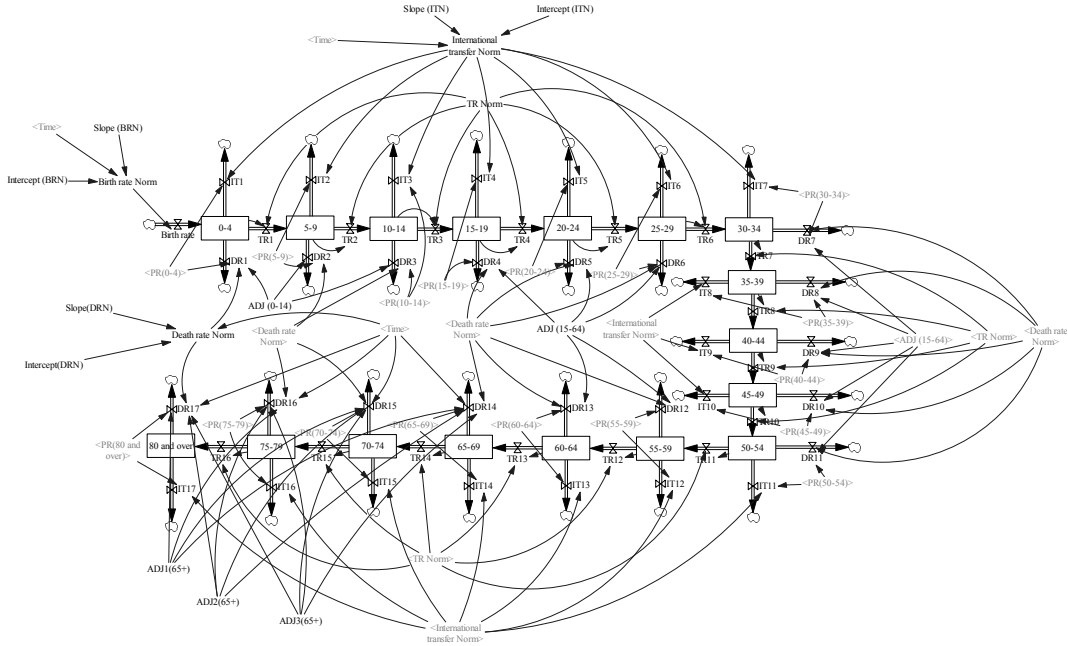 Slope (ITN)
Intercept (ITN)
<Time>
International
transfer Norm
TR Norm
<Time>
Slope (BRN)
Intercept (BRN)
Birth rate Norm
IT1
IT2
IT3
IT4
IT5
IT6
IT7
<PR(30-34)>
Birth rate
0-4
TR1
5-9
TR2
10-14
TR3
15-19
TR4
20-24
TR5
25-29
TR6
30-34
DR7
<PR(0-4)>
DR1
<PR(5-9)>
DR2
DR3
<PR(10-14)>
<PR(15-19)>
DR4
<PR(20-24)>
DR5
<PR(25-29)>
DR6
TR7
IT8
35-39
DR8
ADJ (0-14)
Slope(DRN)
Death rate Norm
<Death rate
Norm>
<Time>
<Death rate
Norm>
ADJ (15-64)
<International
transfer Norm>
TR8
<PR(35-39)>
<ADJ (15-64)>
<TR Norm>
<Death rate
Norm>
Intercept(DRN)
IT9
40-44
DR9
TR9
<PR(40-44)>
IT10
45-49
DR10
DR17
DR16
DR15
DR14
DR13
DR12
TR10
<PR(45-49)>
<PR(75-79)>
<PR(70-74)>
<PR(65-69)>
<PR(60-64)>
<PR(55-59)>
<PR(80 and
over)>
80 and over
TR16
75-79
TR15
70-74
TR14
65-69
TR13
60-64
TR12
55-59
TR11
50-54
DR11
IT17
IT16
IT15
IT14
IT13
IT12
IT11
<PR(50-54)>
<TR Norm>
ADJ1(65+)
ADJ2(65+)
ADJ3(65+)
<International
transfer Norm>